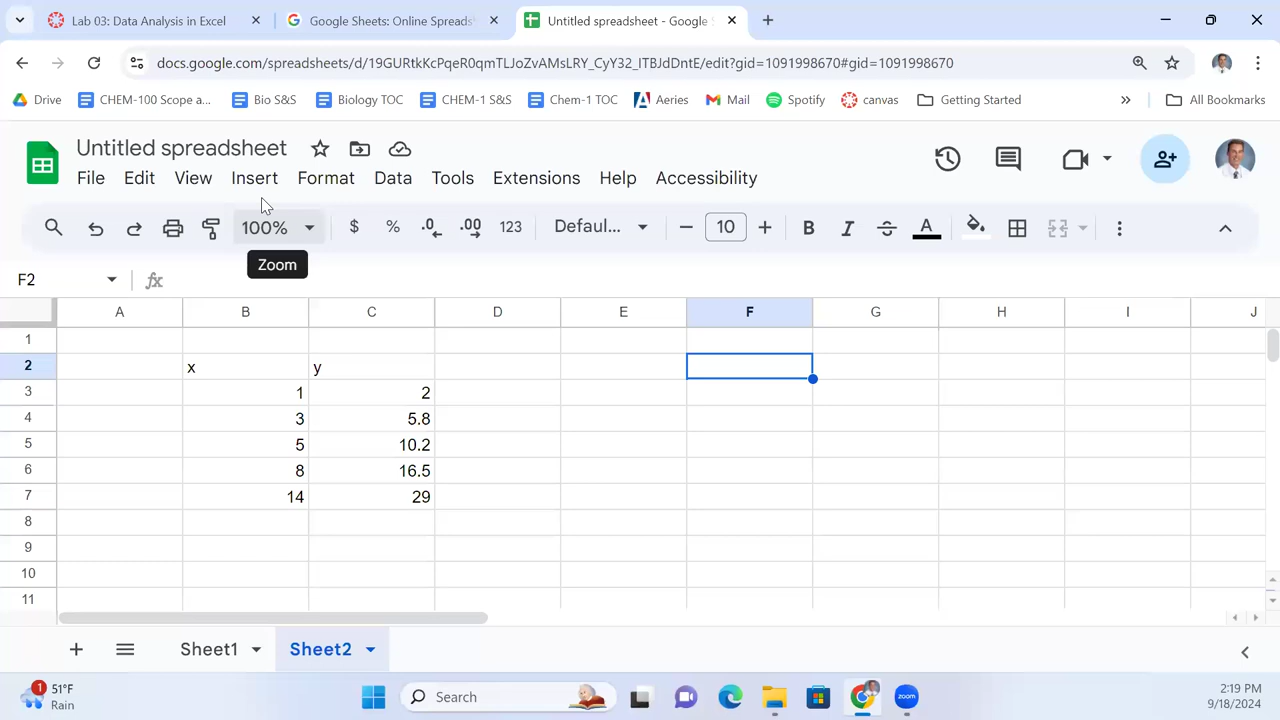 Lab 03: Data Analysis in Excel
Google Sheets: Online Spreads
Untitled spreadsheet - Google S
docs.google.com/spreadsheets/d/19GURtkKcPqeR0qmTLJoZvAMsLRY_CyY32_lTBJdDntE/edit?gid=1091998670#gid=1091998670
Drive CHEM-100 Scope a... Bio S&S Biology TOC CHEM-1 S&S Chem-1 TOC Aeries Mail Spotify canvas Getting Started » All Bookmarks
Untitled spreadsheet
File Edit View Insert Format Data Tools Extensions Help Accessibility
100% $ % .0 .00 123 Defaul... 10 B I S A
Zoom
F2 fx
A B C D E F G H I J
1
2 x y
3 1 2
4 3 5.8
5 5 10.2
6 8 16.5
7 14 29
8
9
10
11
Sheet1 Sheet2
1 51°F
Rain
Search
zoom
2:19 PM
9/18/2024